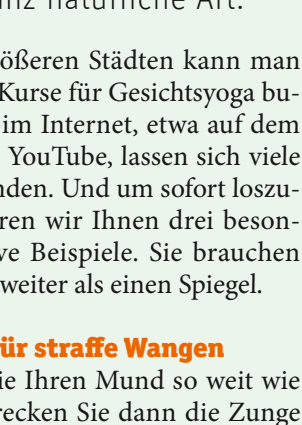 anz natürliche Art.
ößeren Städten kann man
Kurse für Gesichtsyoga bu-
im Internet, etwa auf dem
YouTube, lassen sich viele
nden. Und um sofort loszu-
ren wir Ihnen drei beson-
ve Beispiele. Sie brauchen
weiter als einen Spiegel.
ür straffe Wangen
ie Ihren Mund so weit wie
recken Sie dann die Zunge